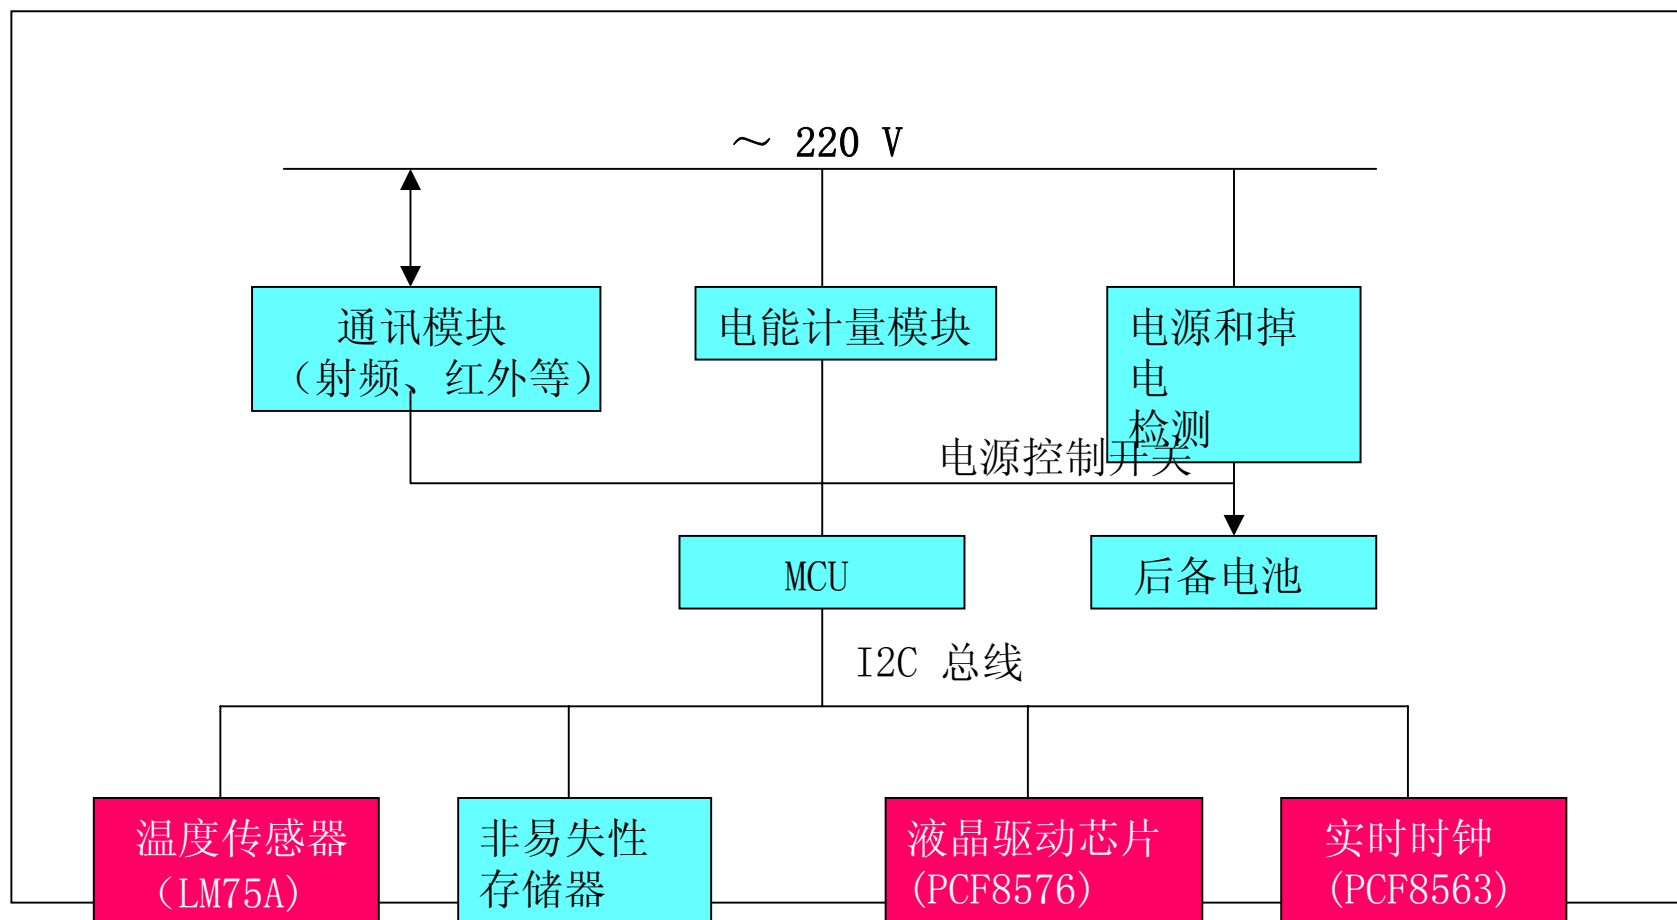 ～ 220 V
通讯模块
（射频、红外等）
电能计量模块
电源和掉
电
检测
电源控制开关
MCU
后备电池
I2C 总线
温度传感器
（LM75A)
非易失性
存储器
液晶驱动芯片
(PCF8576)
实时时钟
(PCF8563)